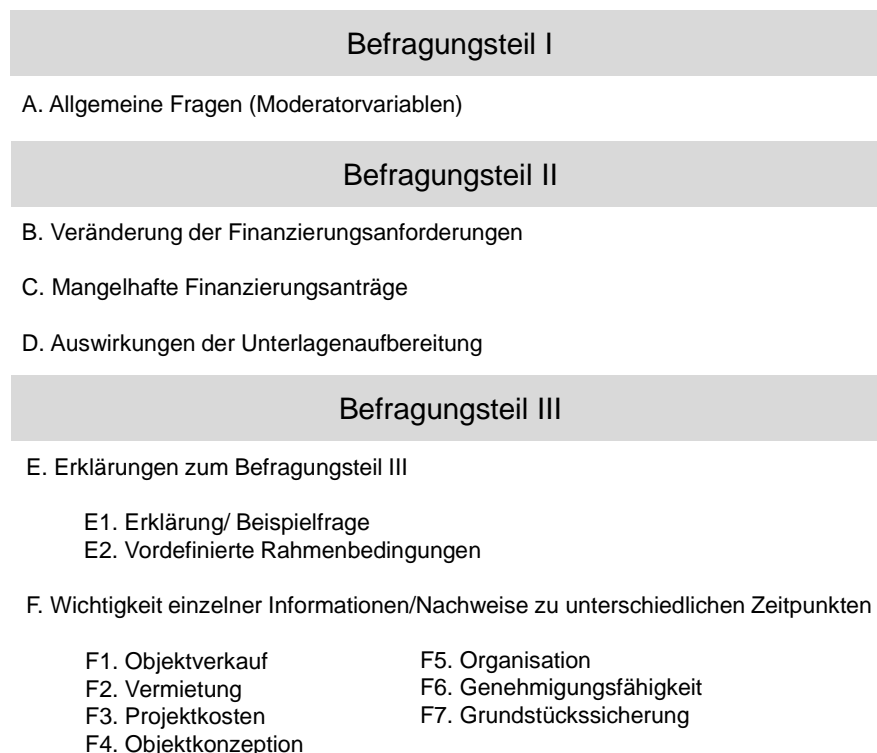 Befragungsteil I
A. Allgemeine Fragen (Moderatorvariablen)
Befragungsteil II
B. Veränderung der Finanzierungsanforderungen
C. Mangelhafte Finanzierungsanträge
D. Auswirkungen der Unterlagenaufbereitung
Befragungsteil III
E. Erklärungen zum Befragungsteil III
E1. Erklärung/ Beispielfrage
E2. Vordefinierte Rahmenbedingungen
F. Wichtigkeit einzelner Informationen/Nachweise zu unterschiedlichen Zeitpunkten
F1. Objektverkauf
F2. Vermietung
F3. Projektkosten
F4. Objektkonzeption
F5. Organisation
F6. Genehmigungsfähigkeit
F7. Grundstückssicherung